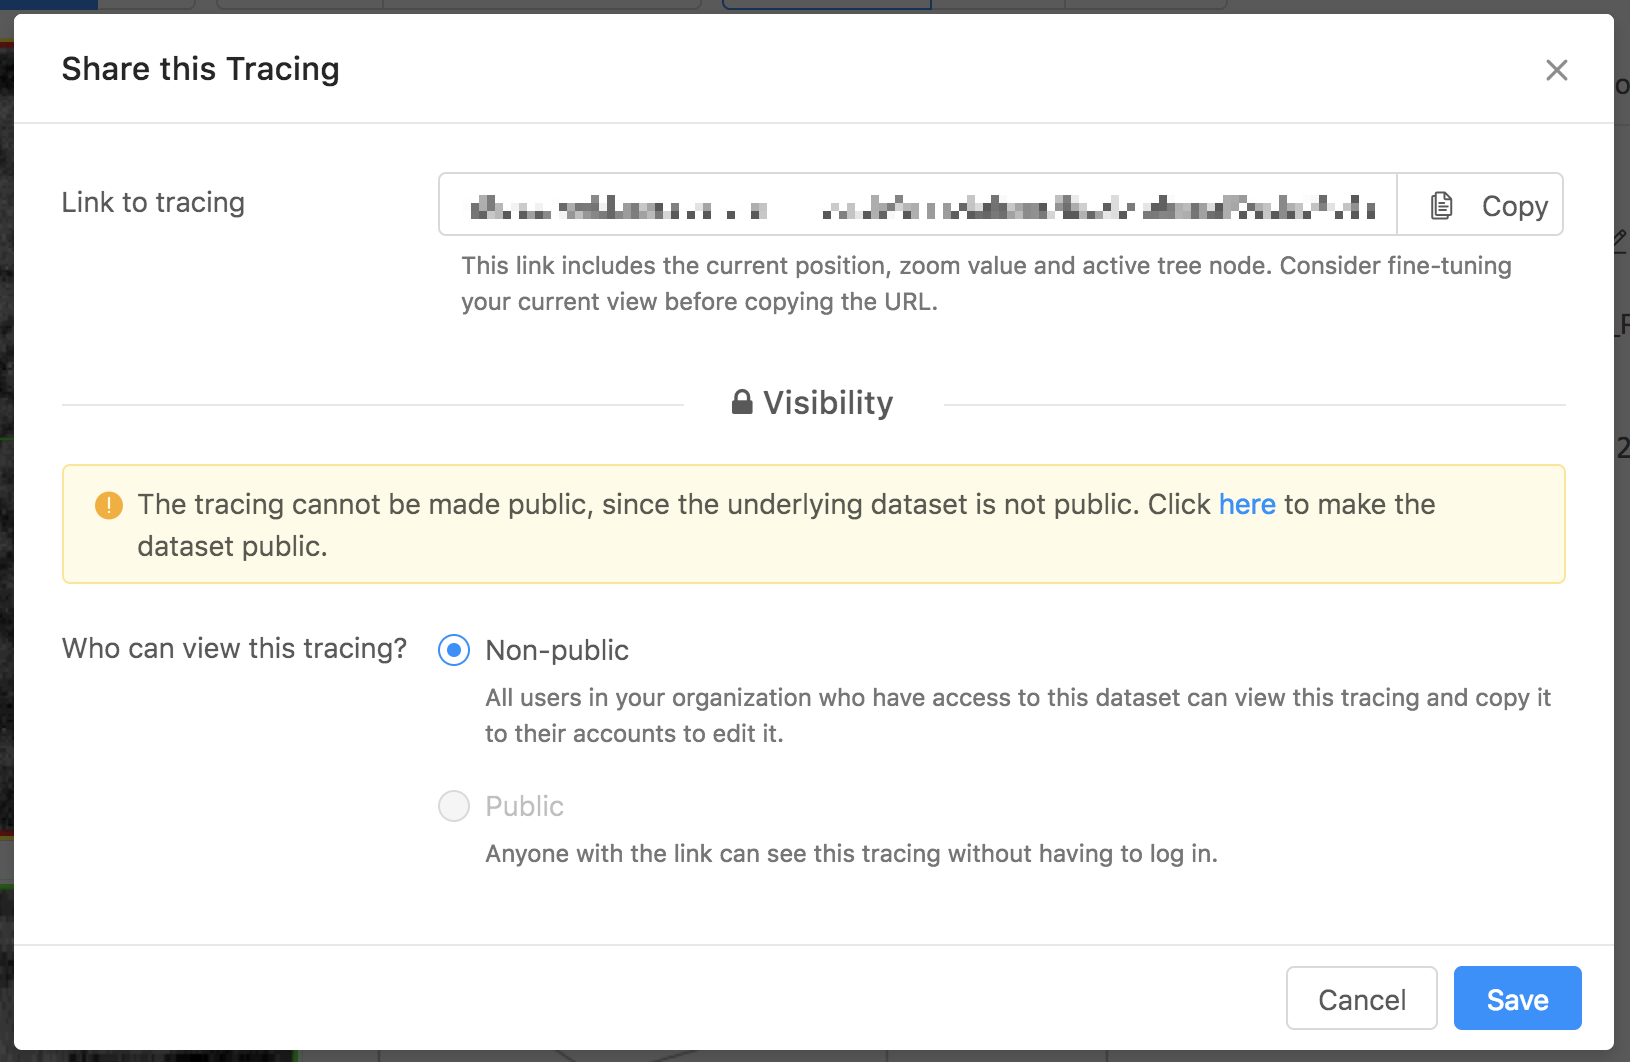 Share this Tracing
Link to tracing
Copy
This link includes the current position, zoom value and active tree node. Consider fine-tuning
your current view before copying the URL.
Visibility
The tracing cannot be made public, since the underlying dataset is not public. Click here to make the
dataset public.
Who can view this tracing?
Non-public
All users in your organization who have access to this dataset can view this tracing and copy it
to their accounts to edit it.
Public
Anyone with the link can see this tracing without having to log in.
Cancel
Save